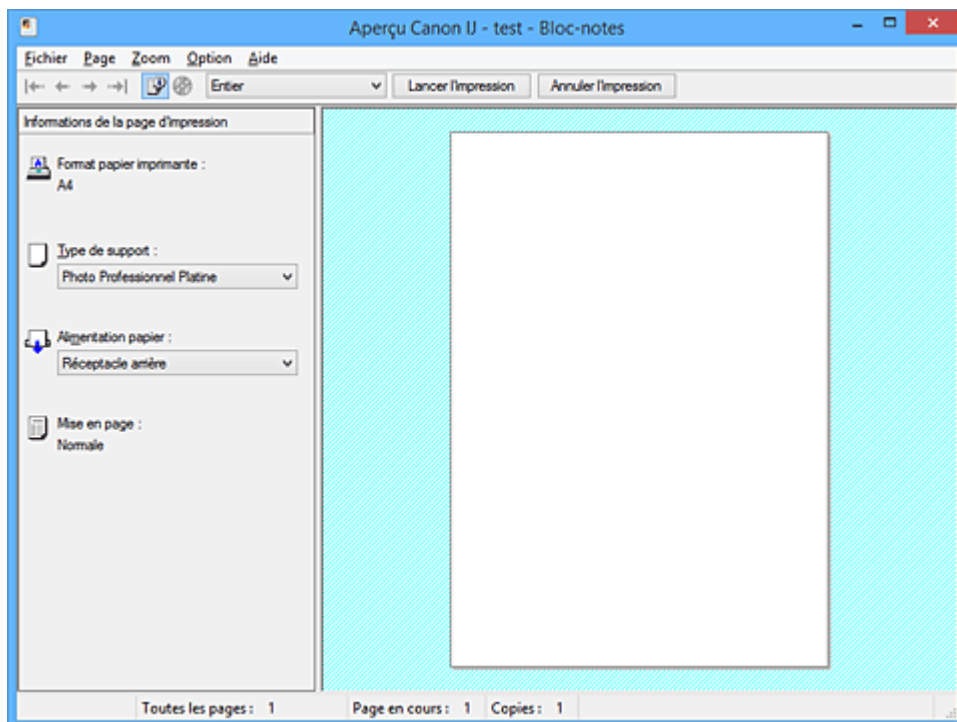 Aperçu Canon IJ - test - Bloc-notes
Fichier Page Zoom Option Aide
Entier Lancer l'impression Annuler l'impression
Informations de la page d'impression
Format papier imprimante :
A4
Type de support :
Photo Professionnel Platine
Alimentation papier :
Réceptacle arrière
Mise en page :
Normale
Toutes les pages : 1 Page en cours : 1 Copies : 1